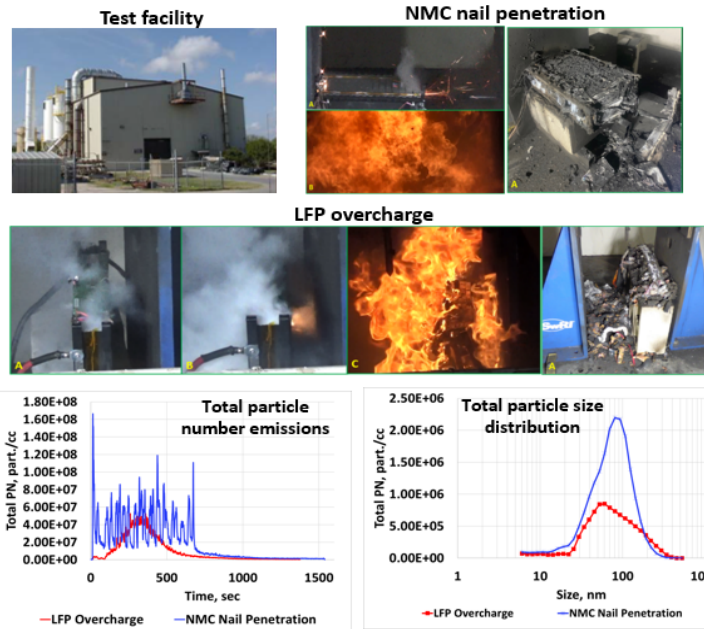 Test facility
NMC nail penetration
A
B
A
LFP overcharge
A
B
C
SwRI
A
Total particle
number emissions
Total PN, part./cc
1.80E+08
1.60E+08
1.40E+08
1.20E+08
1.00E+08
8.00E+07
6.00E+07
4.00E+07
2.00E+07
0.00E+00
0
500
1000
1500
Time, sec
LFP Overcharge
NMC Nail Penetration
Total particle size
distribution
Total PN, part./cc
2.50E+06
2.00E+06
1.50E+06
1.00E+06
5.00E+05
0.00E+00
1
10
100
1000
Size, nm
LFP Overcharge
NMC Nail Penetration